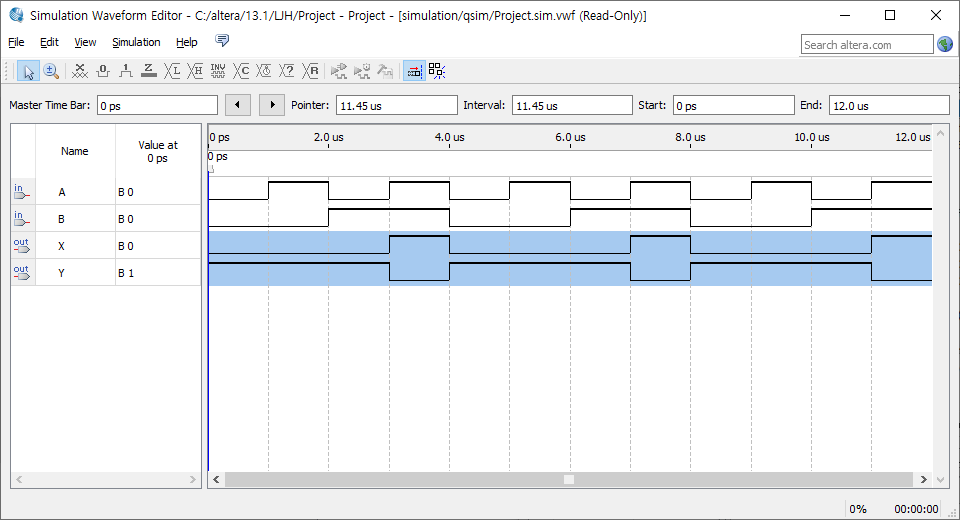 Simulation Waveform Editor - C:/altera/13.1/LJH/Project - Project - [simulation/qsim/Project.sim.vwf (Read-Only)]
File Edit View Simulation Help
Search altera.com
Master Time Bar: 0 ps Pointer: 11.45 us Interval: 11.45 us Start: 0 ps End: 12.0 us
Name Value at 0 ps
0 ps 2.0 us 4.0 us 6.0 us 8.0 us 10.0 us 12.0 us
0 ps
in A B 0
in B B 0
out X B 0
out Y B 1
0% 00:00:00